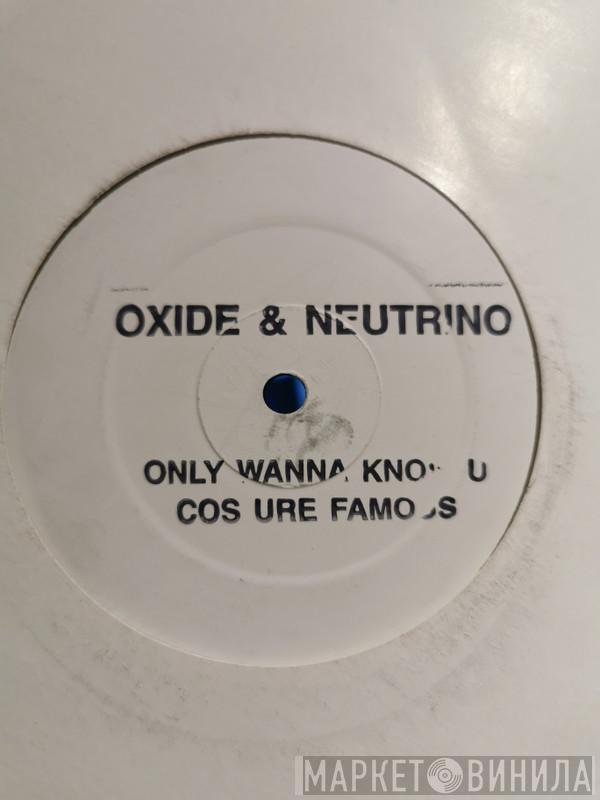 OXIDE & NEUTRINO
ONLY WANNA KNOW U
COS URE FAMOUS
МАРКЕТ ВИНИЛА